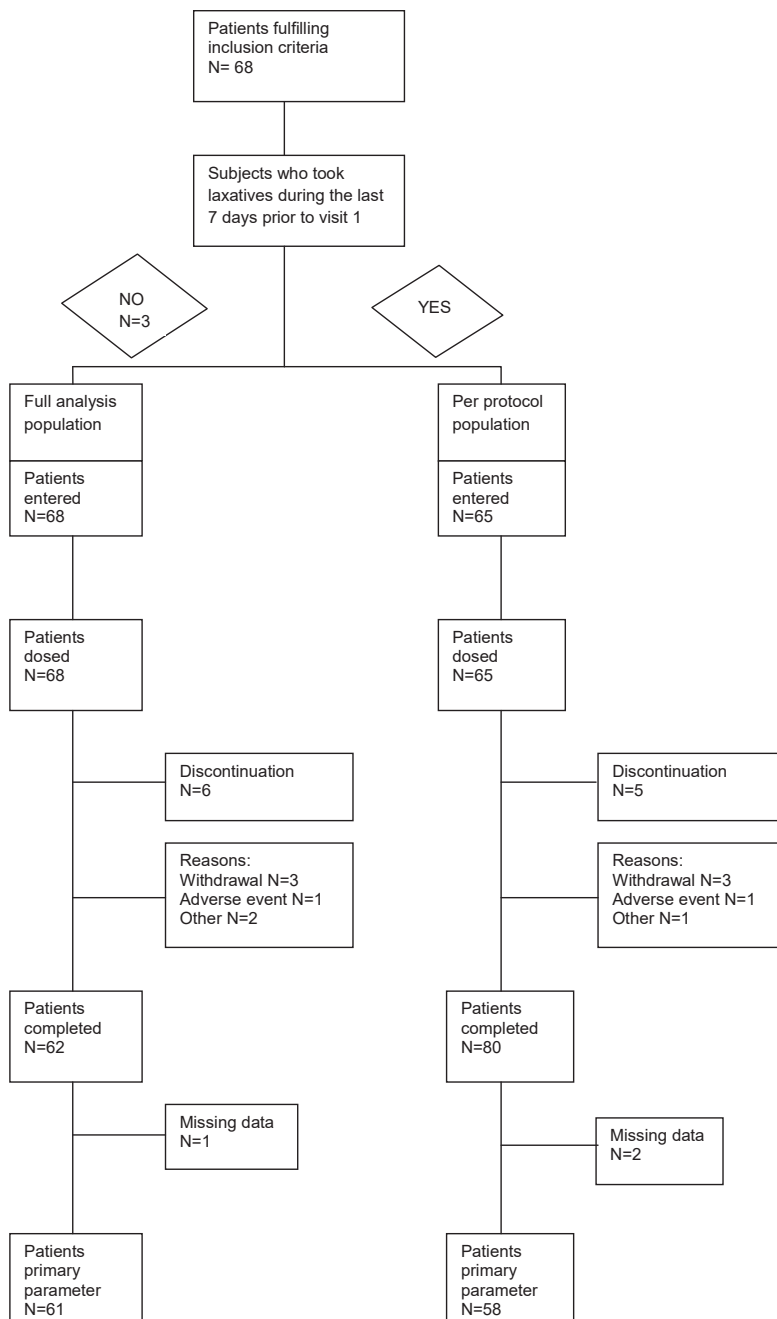 Patients fulfilling
inclusion criteria
N= 68
Subjects who took
laxatives during the last
7 days prior to visit 1
NO
N=3
YES
Full analysis
population
Patients
entered
N=68
Patients
dosed
N=68
Discontinuation
N=6
Reasons:
Withdrawal N=3
Adverse event N=1
Other N=2
Patients
completed
N=62
Missing data
N=1
Patients
primary
parameter
N=61
Per protocol
population
Patients
entered
N=65
Patients
dosed
N=65
Discontinuation
N=5
Reasons:
Withdrawal N=3
Adverse event N=1
Other N=1
Patients
completed
N=80
Missing data
N=2
Patients
primary
parameter
N=58